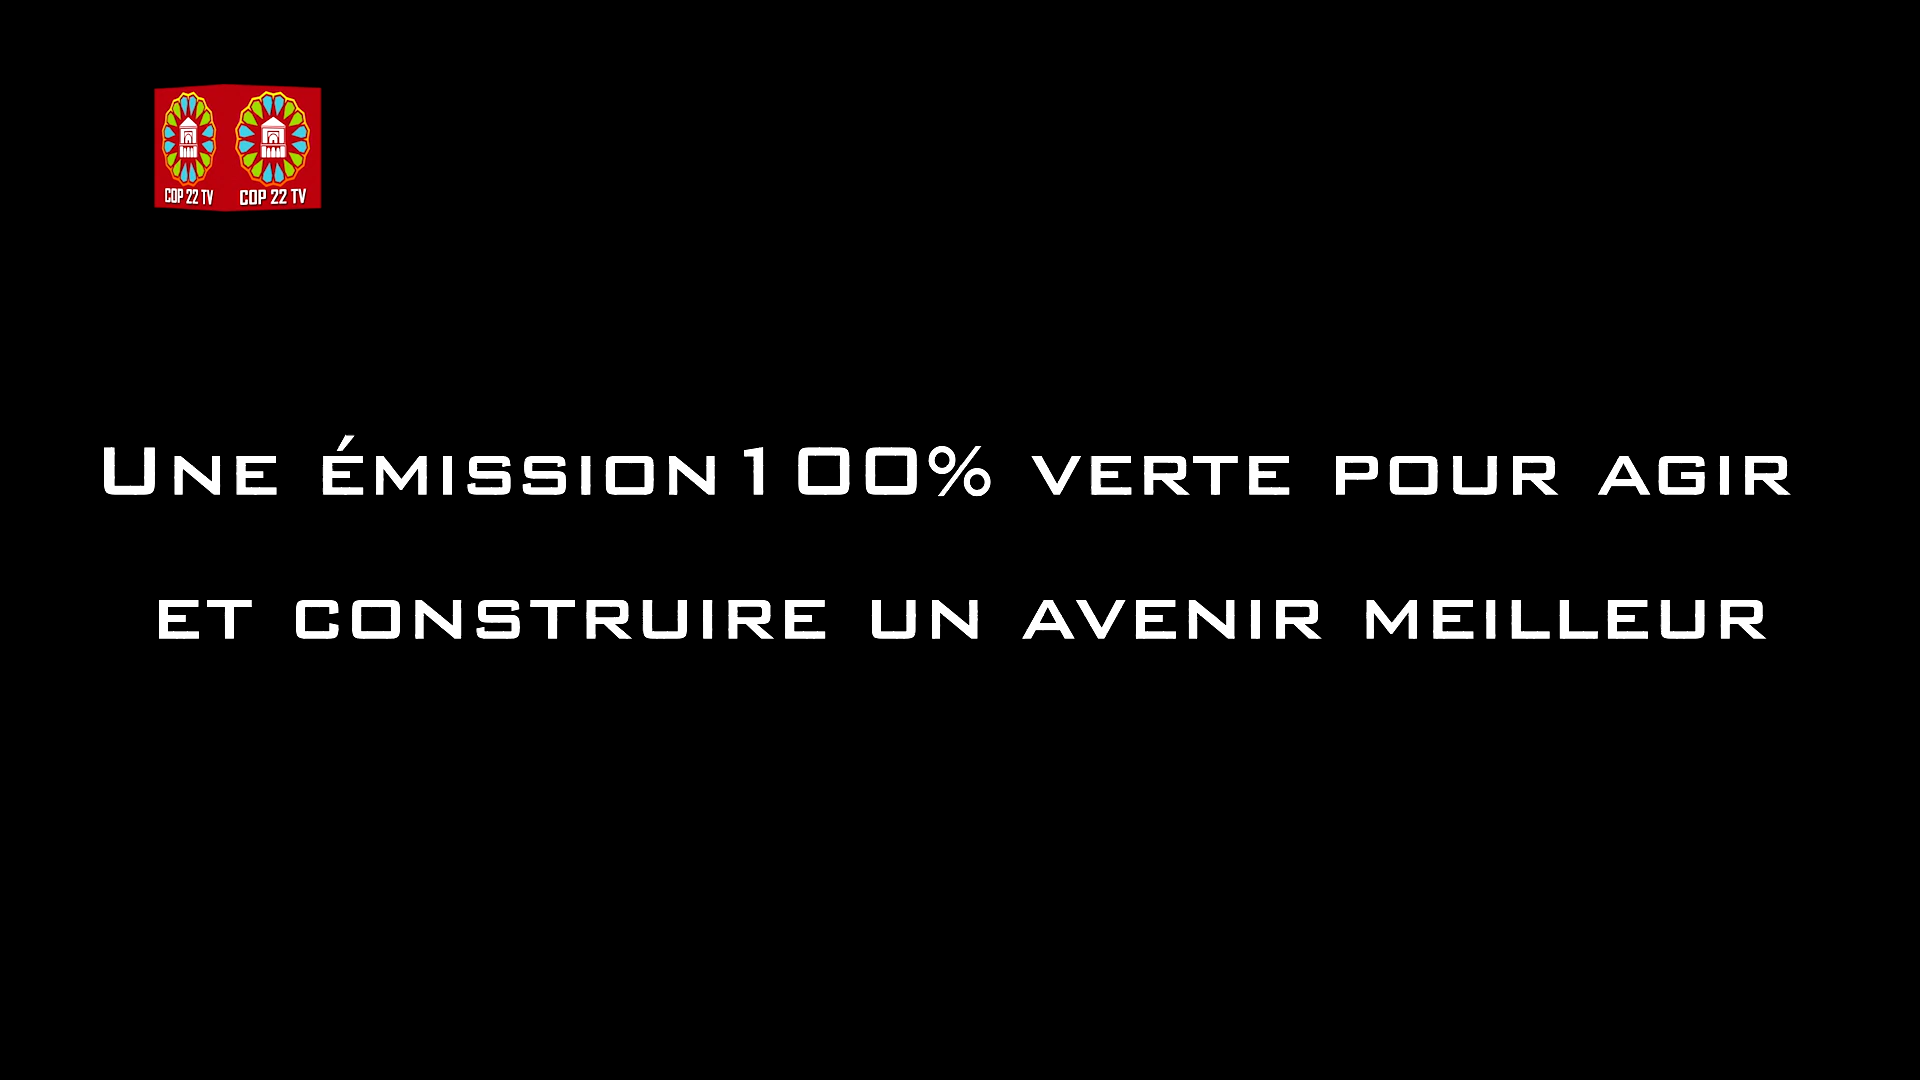 COP 22 TV COP 22 TV
Une émission100% verte pour agir
et construire un avenir meilleur